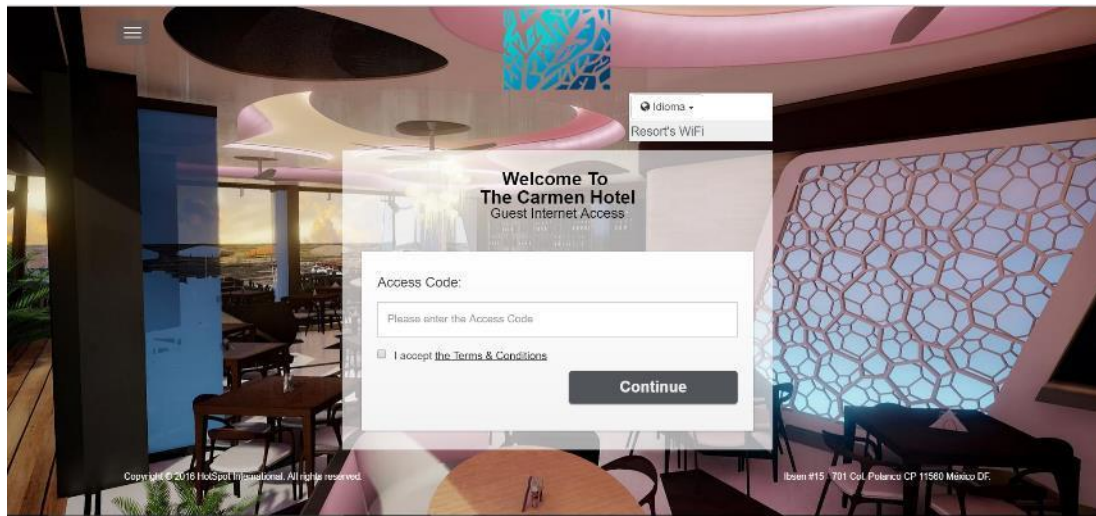 Idioma
Resort's WiFi
Welcome To
The Carmen Hotel
Guest Internet Access
Access Code:
Please enter the Access Code
I accept the Terms & Conditions
Continue
Copyright © 2016 HotSpot International. All rights reserved.
Ibsen #15 - 701 Col. Polanco CP 11560 México DF.